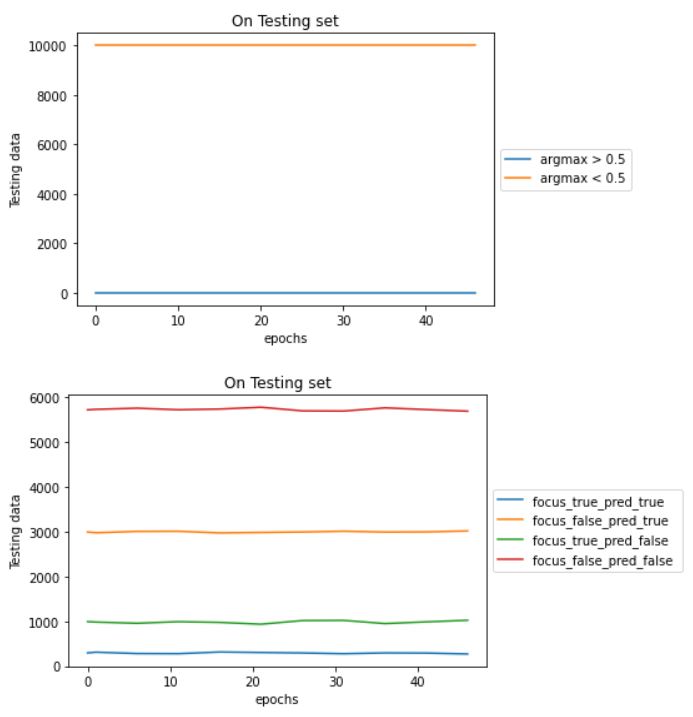 On Testing set
10000
8000
6000
4000
2000
0
Testing data
argmax > 0.5
argmax < 0.5
0 10 20 30 40
epochs
On Testing set
6000
5000
4000
3000
2000
1000
0
Testing data
focus_true_pred_true
focus_false_pred_true
focus_true_pred_false
focus_false_pred_false
0 10 20 30 40
epochs